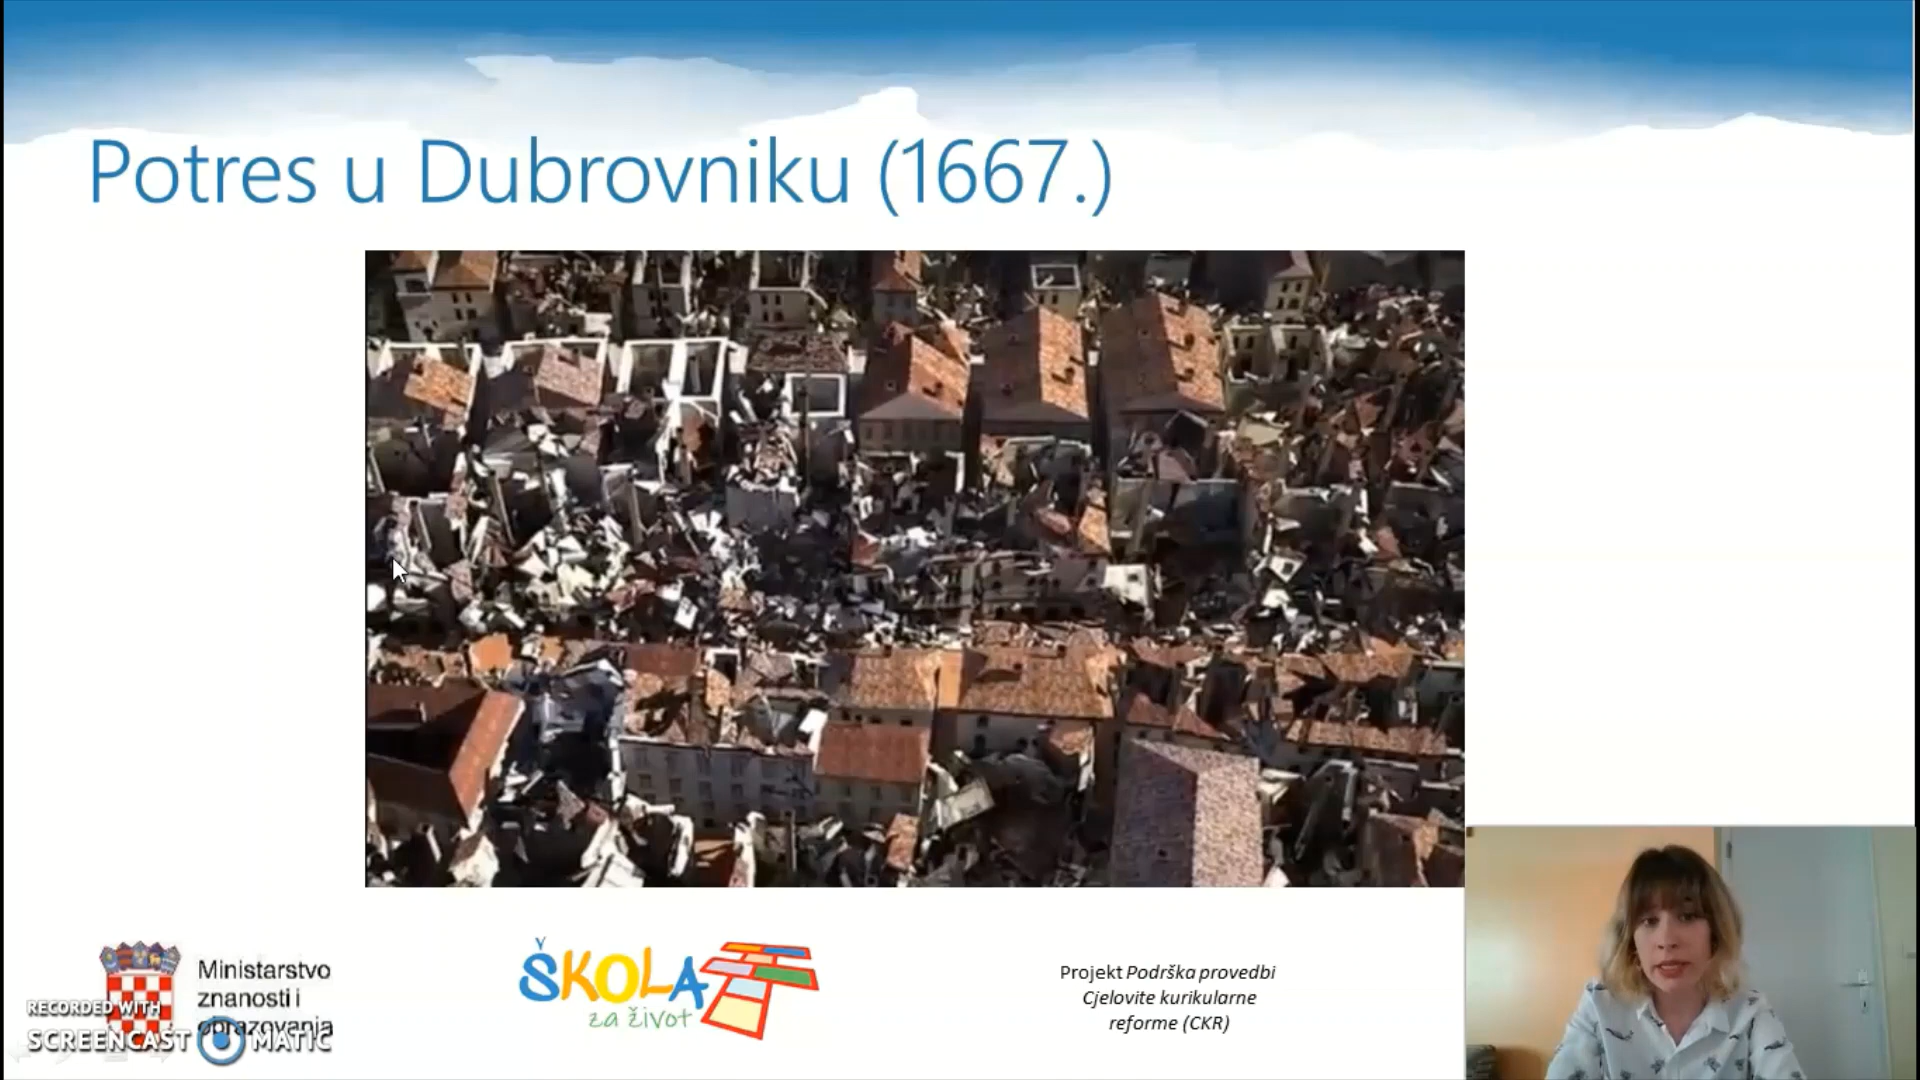 Potres u Dubrovniku (1667.)
Ministarstvo
znanosti i
obrazovanja
ŠKOLA
za život
Projekt Podrška provedbi
Cjelovite kurikularne
reforme (CKR)
RECORDED WITH
SCREENCAST MATIC